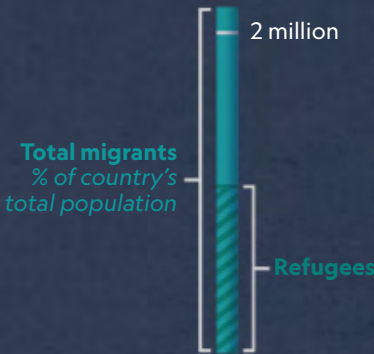 2 million
Total migrants
% of country's
total population
Refugees